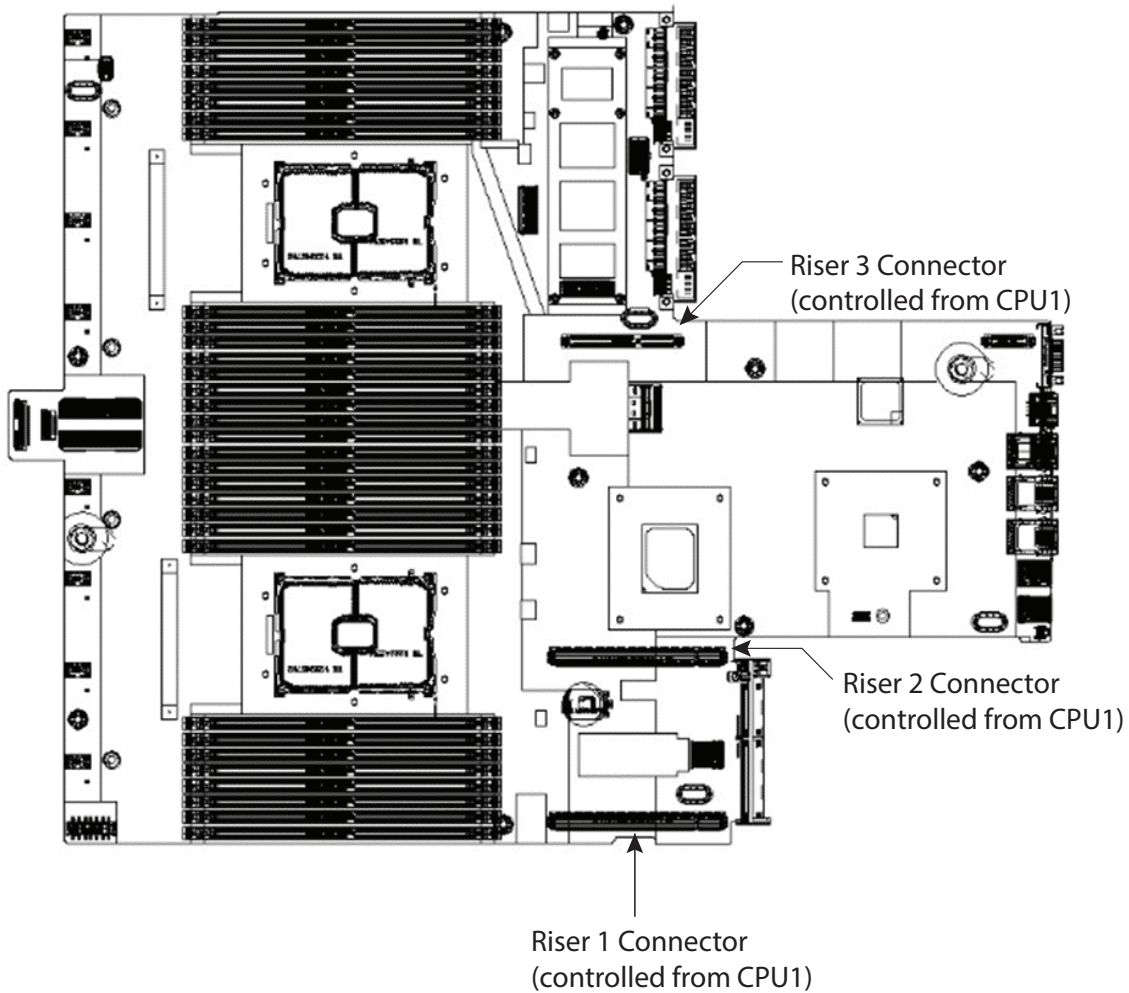 Riser 3 Connector
(controlled from CPU1)
Riser 2 Connector
(controlled from CPU1)
Riser 1 Connector
(controlled from CPU1)